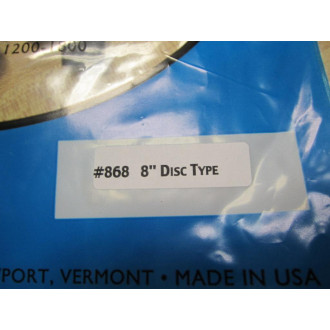 1200-1500
#868 8" DISC TYPE
PORT, VERMONT • MADE IN USA